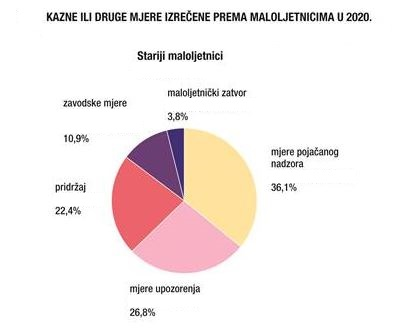 KAZNE ILI DRUGE MJERE IZREČENE PREMA MALOLJETNICIMA U 2020.
Stariji maloljetnici
maloljetnički zatvor
3,8%
zavodske mjere
10,9%
mjere pojačanog
nadzora
36,1%
pridržaj
22,4%
mjere upozorenja
26,8%